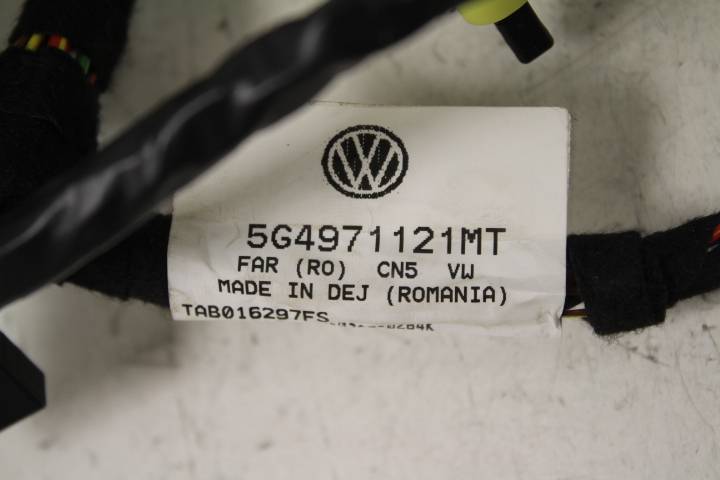 5G4971121MT
FAR (RO) CN5 VW
MADE IN DEJ (ROMANIA)
TAB016297FS